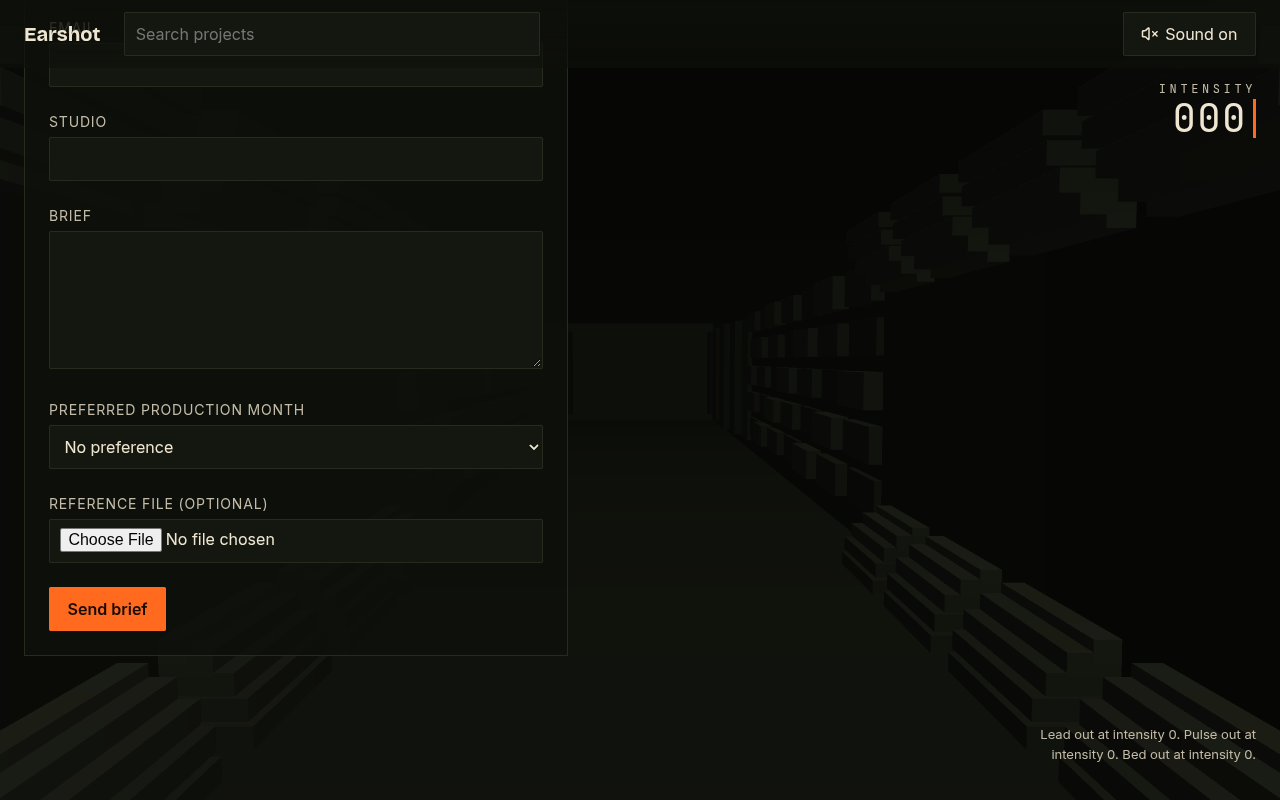 EMAIL
Earshot
Search projects
Sound on
INTENSITY
000
STUDIO
BRIEF
PREFERRED PRODUCTION MONTH
No preference
REFERENCE FILE (OPTIONAL)
Choose File No file chosen
Send brief
Lead out at intensity 0. Pulse out at
intensity 0. Bed out at intensity 0.